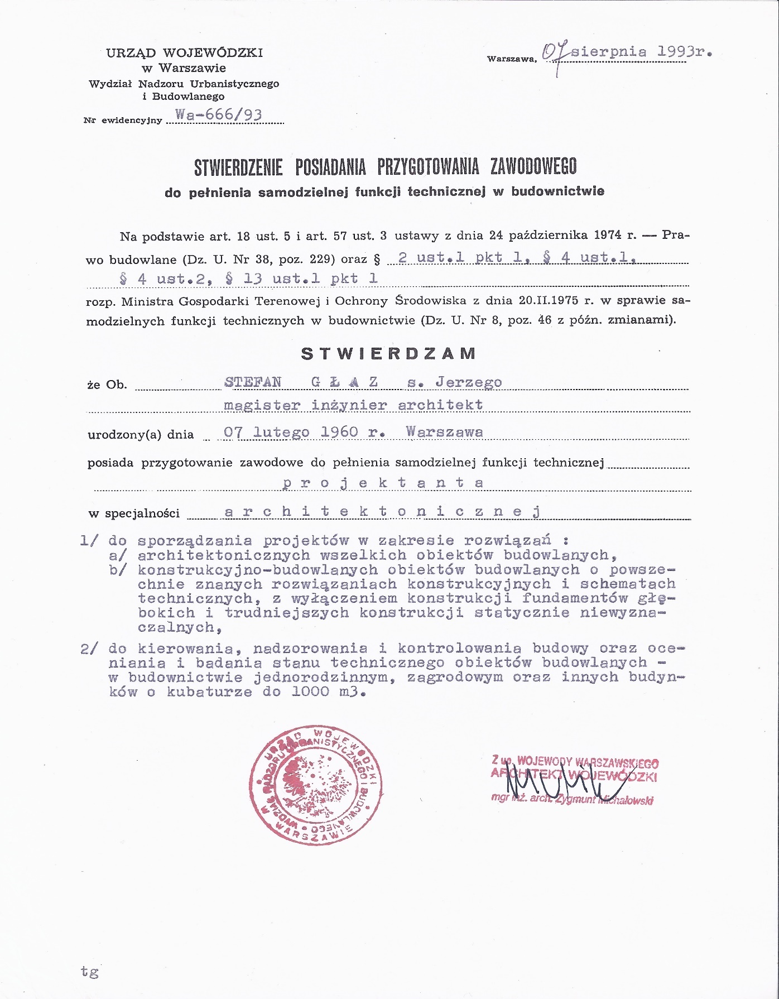 URZĄD WOJEWÓDZKI
w Warszawie
Wydział Nadzoru Urbanistycznego
i Budowlanego
Nr ewidencyjny Wa-666/93
Warszawa, 07 sierpnia 1993r.
STWIERDZENIE POSIADANIA PRZYGOTOWANIA ZAWODOWEGO
do pełnienia samodzielnej funkcji technicznej w budownictwie
Na podstawie art. 18 ust. 5 i art. 57 ust. 3 ustawy z dnia 24 października 1974 r. — Pra-
wo budowlane (Dz. U. Nr 38, poz. 229) oraz § 2 ust.1 pkt 1, § 4 ust.1,
§ 4 ust.2, § 13 ust.1 pkt 1
rozp. Ministra Gospodarki Terenowej i Ochrony Środowiska z dnia 20.II.1975 r. w sprawie sa-
modzielnych funkcji technicznych w budownictwie (Dz. U. Nr 8, poz. 46 z późn. zmianami).
STWIERDZAM
że Ob. STEFAN G Ł A Z s. Jerzego
magister inżynier architekt
urodzony(a) dnia 07 lutego 1960 r. Warszawa
posiada przygotowanie zawodowe do pełnienia samodzielnej funkcji technicznej
p r o j e k t a n t a
w specjalności a r c h i t e k t o n i c z n e j
1/ do sporządzania projektów w zakresie rozwiązań :
a/ architektonicznych wszelkich obiektów budowlanych,
b/ konstrukcyjno-budowlanych obiektów budowlanych o powsze-
chnie znanych rozwiązaniach konstrukcyjnych i schematach
technicznych, z wyłączeniem konstrukcji fundamentów głę-
bokich i trudniejszych konstrukcji statycznie niewyzna-
czalnych,
2/ do kierowania, nadzorowania i kontrolowania budowy oraz oce-
niania i badania stanu technicznego obiektów budowlanych -
w budownictwie jednorodzinnym, zagrodowym oraz innych budyn-
ków o kubaturze do 1000 m3.
URZĄD WOJEWÓDZKI W WARSZAWIE
WYDZIAŁ NADZORU URBANISTYCZNEGO I BUDOWLANEGO
Z up. WOJEWODY WARSZAWSKIEGO
ARCHITEKT WOJEWÓDZKI
mgr inż. arch. Zygmunt Michałowski
tg